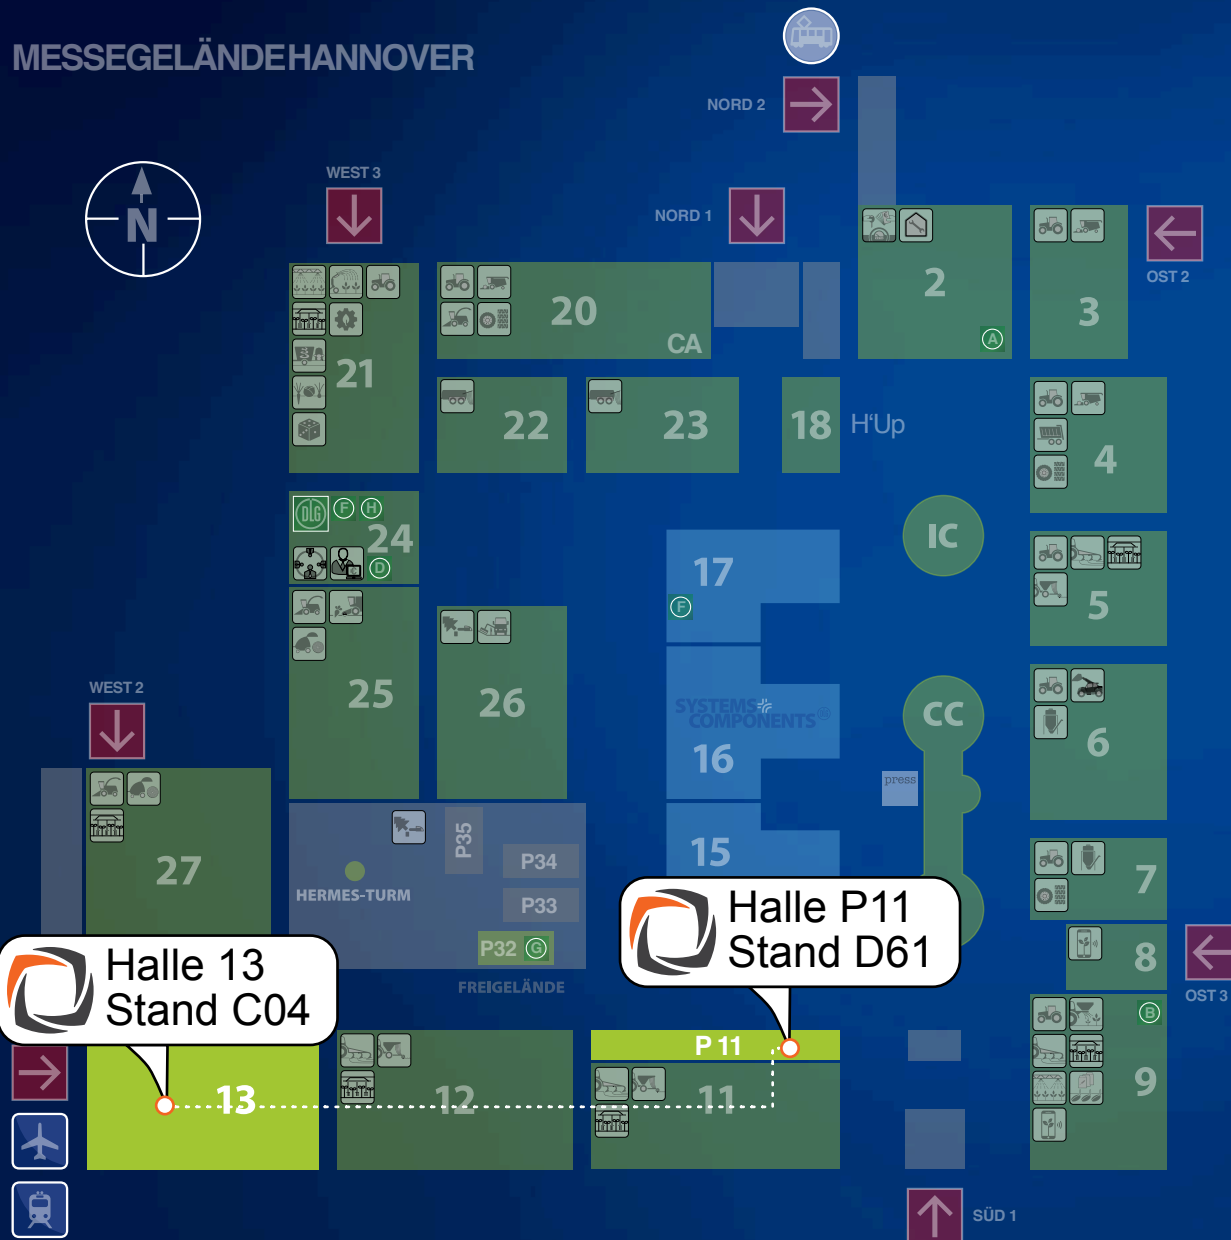 MESSEGELÄNDE HANNOVER
NORD 2
WEST 3
N
NORD 1
OST 2
2
3
A
20
CA
21
22
23
18
H'Up
4
DLG
F
H
24
D
IC
17
F
5
25
26
SYSTEMS
COMPONENTS
16
CC
6
WEST 2
press
P35
15
27
P34
7
HERMES-TURM
P33
P32
G
8
FREIGELÄNDE
OST 3
Halle P11
Stand D61
Halle 13
Stand C04
B
P 11
13
12
11
9
SÜD 1